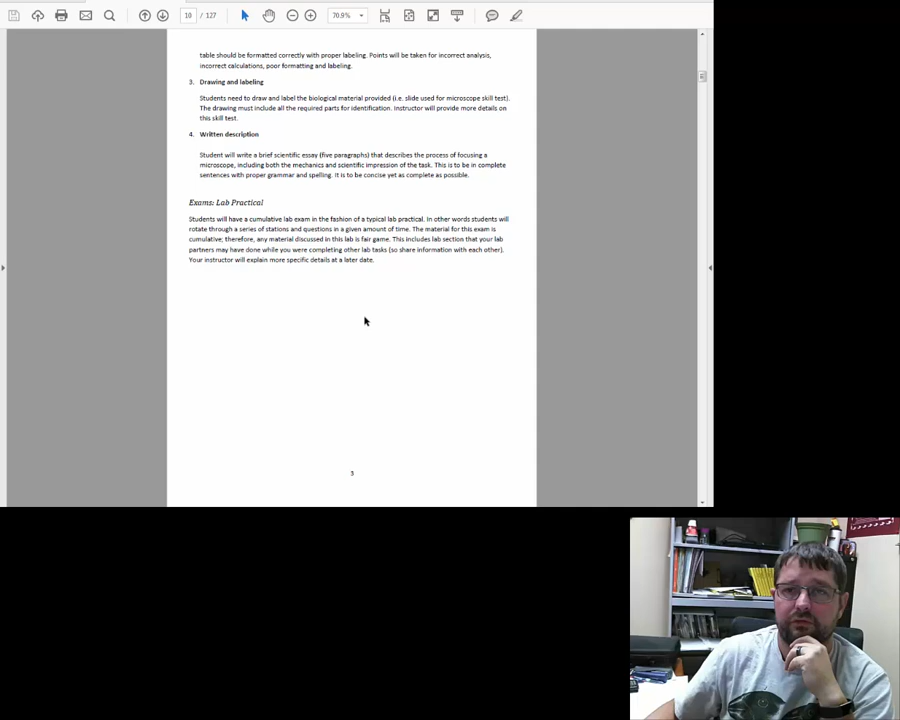 10 / 127
70.9%
table should be formatted correctly with proper labeling. Points will be taken for incorrect analysis,
incorrect calculations, poor formatting and labeling.
3. Drawing and labeling
Students need to draw and label the biological material provided (i.e. slide used for microscope skill test).
The drawing must include all the required parts for identification. Instructor will provide more details on
this skill test.
4. Written description
Student will write a brief scientific essay (five paragraphs) that describes the process of focusing a
microscope, including both the mechanics and scientific impression of the task. This is to be in complete
sentences with proper grammar and spelling. It is to be concise yet as complete as possible.
Exams: Lab Practical
Students will have a cumulative lab exam in the fashion of a typical lab practical. In other words students will
rotate through a series of stations and questions in a given amount of time. The material for this exam is
cumulative; therefore, any material discussed in this lab is fair game. This includes lab section that your lab
partners may have done while you were completing other lab tasks (so share information with each other).
Your instructor will explain more specific details at a later date.
3